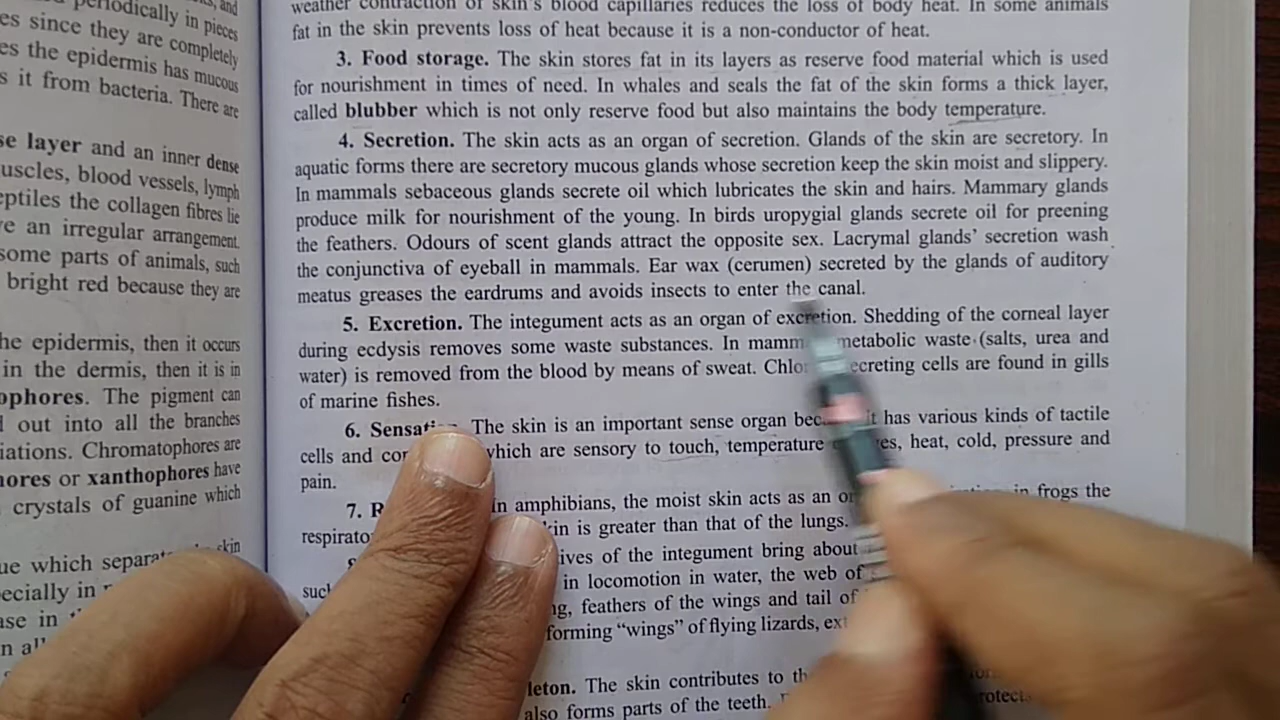 periodically in pieces
es since they are completely
es the epidermis has mucous
s it from bacteria. There are
se layer and an inner dense
uscles, blood vessels, lymph
eptiles the collagen fibres lie
e an irregular arrangement.
some parts of animals, such
bright red because they are
he epidermis, then it occurs
in the dermis, then it is in
ophores. The pigment can
d out into all the branches
iations. Chromatophores are
hores or xanthophores have
crystals of guanine which
ue which separates skin
ecially in
ase in
weather contraction of skin's blood capillaries reduces the loss of body heat. In some animals
fat in the skin prevents loss of heat because it is a non-conductor of heat.
3. Food storage. The skin stores fat in its layers as reserve food material which is used
for nourishment in times of need. In whales and seals the fat of the skin forms a thick layer,
called blubber which is not only reserve food but also maintains the body temperature.
4. Secretion. The skin acts as an organ of secretion. Glands of the skin are secretory. In
aquatic forms there are secretory mucous glands whose secretion keep the skin moist and slippery.
In mammals sebaceous glands secrete oil which lubricates the skin and hairs. Mammary glands
produce milk for nourishment of the young. In birds uropygial glands secrete oil for preening
the feathers. Odours of scent glands attract the opposite sex. Lacrymal glands' secretion wash
the conjunctiva of eyeball in mammals. Ear wax (cerumen) secreted by the glands of auditory
meatus greases the eardrums and avoids insects to enter the canal.
5. Excretion. The integument acts as an organ of excretion. Shedding of the corneal layer
during ecdysis removes some waste substances. In mamm metabolic waste (salts, urea and
water) is removed from the blood by means of sweat. Chlo ecreting cells are found in gills
of marine fishes.
6. Sensation. The skin is an important sense organ bec it has various kinds of tactile
cells and cor which are sensory to touch, temperature es, heat, cold, pressure and
pain.
7. R in amphibians, the moist skin acts as an or in frogs the
respirato kin is greater than that of the lungs.
ives of the integument bring about
suc in locomotion in water, the web of
ng, feathers of the wings and tail of
forming "wings" of flying lizards, ex
leton. The skin contributes to th
also forms parts of the teeth. rotects